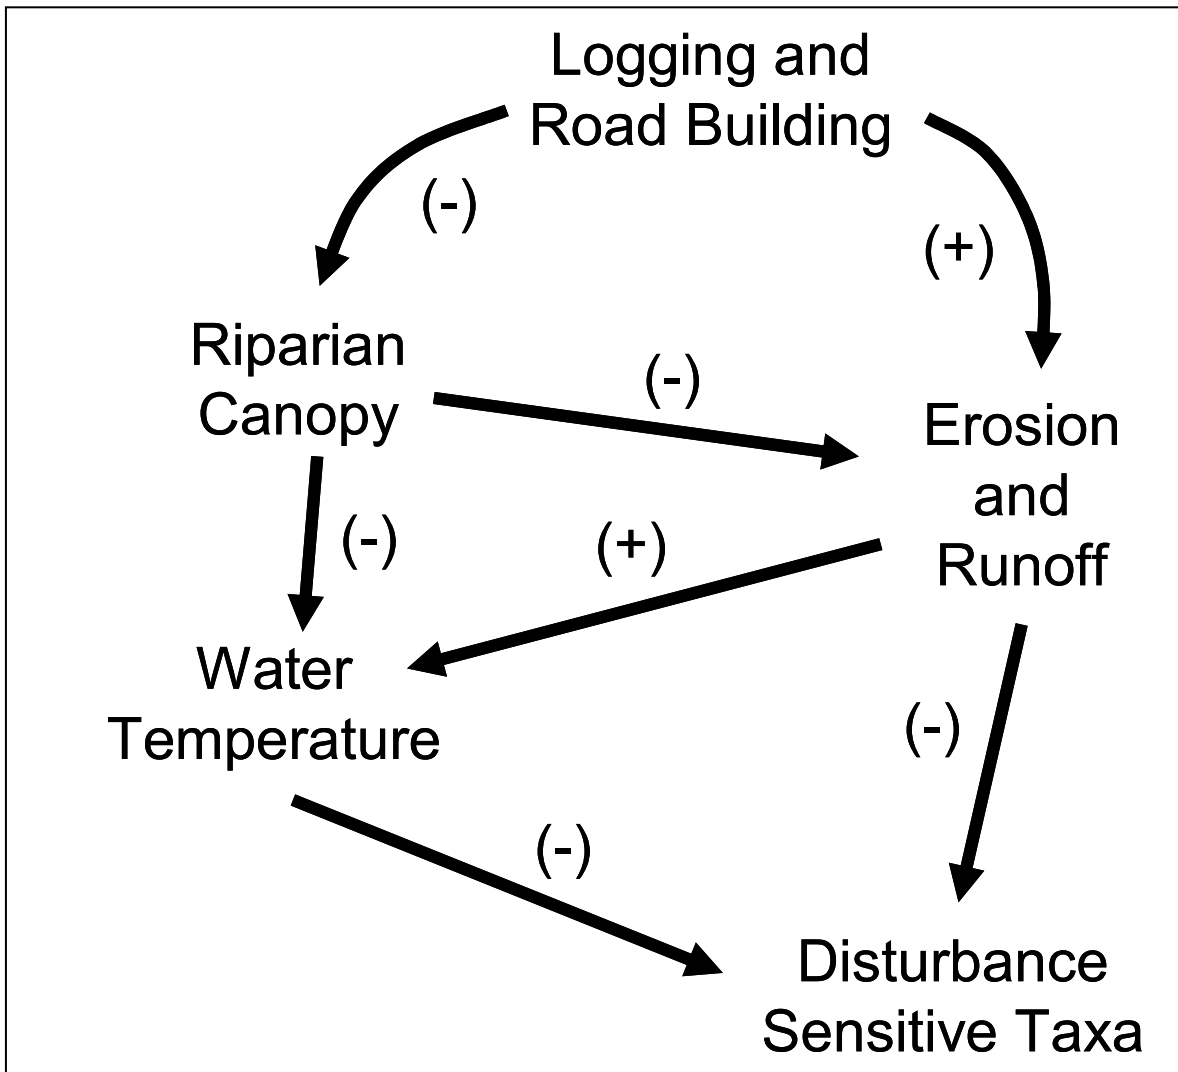 Logging and
Road Building
(-)
(+)
Riparian
Canopy
(-)
Erosion
and
Runoff
(-)
(+)
Water
Temperature
(-)
(-)
Disturbance
Sensitive Taxa